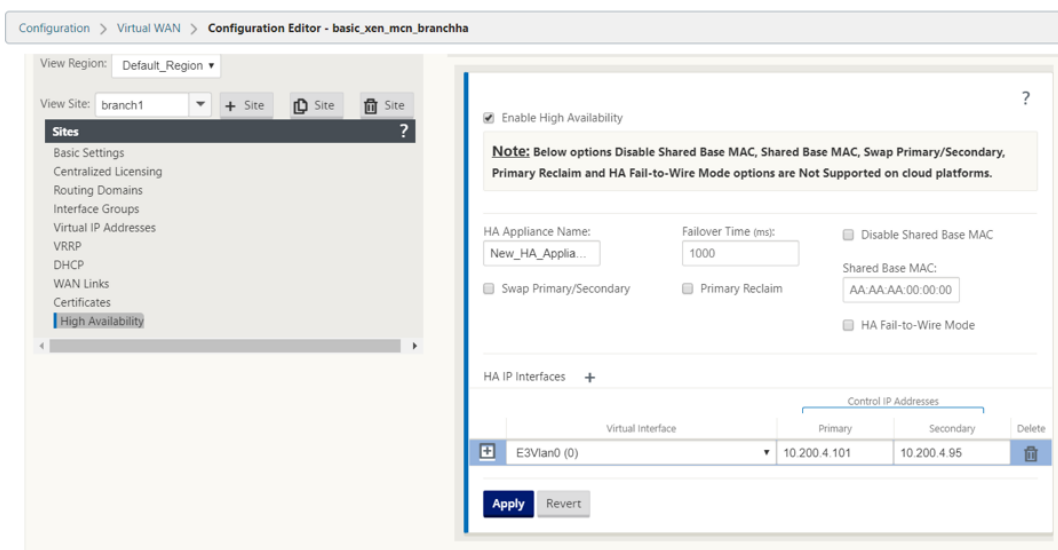 Configuration > Virtual WAN > Configuration Editor - basic_xen_mcn_branchha
View Region: Default_Region
View Site: branch1 + Site Site Site
Sites ?
Basic Settings
Centralized Licensing
Routing Domains
Interface Groups
Virtual IP Addresses
VRRP
DHCP
WAN Links
Certificates
High Availability
?
Enable High Availability
Note: Below options Disable Shared Base MAC, Shared Base MAC, Swap Primary/Secondary,
Primary Reclaim and HA Fail-to-Wire Mode options are Not Supported on cloud platforms.
HA Appliance Name: Failover Time (ms): Disable Shared Base MAC
New_HA_Applia... 1000
Shared Base MAC:
Swap Primary/Secondary Primary Reclaim AA:AA:AA:00:00:00
HA Fail-to-Wire Mode
HA IP Interfaces +
Control IP Addresses
Virtual Interface Primary Secondary Delete
E3Vlan0 (0) 10.200.4.101 10.200.4.95
Apply Revert